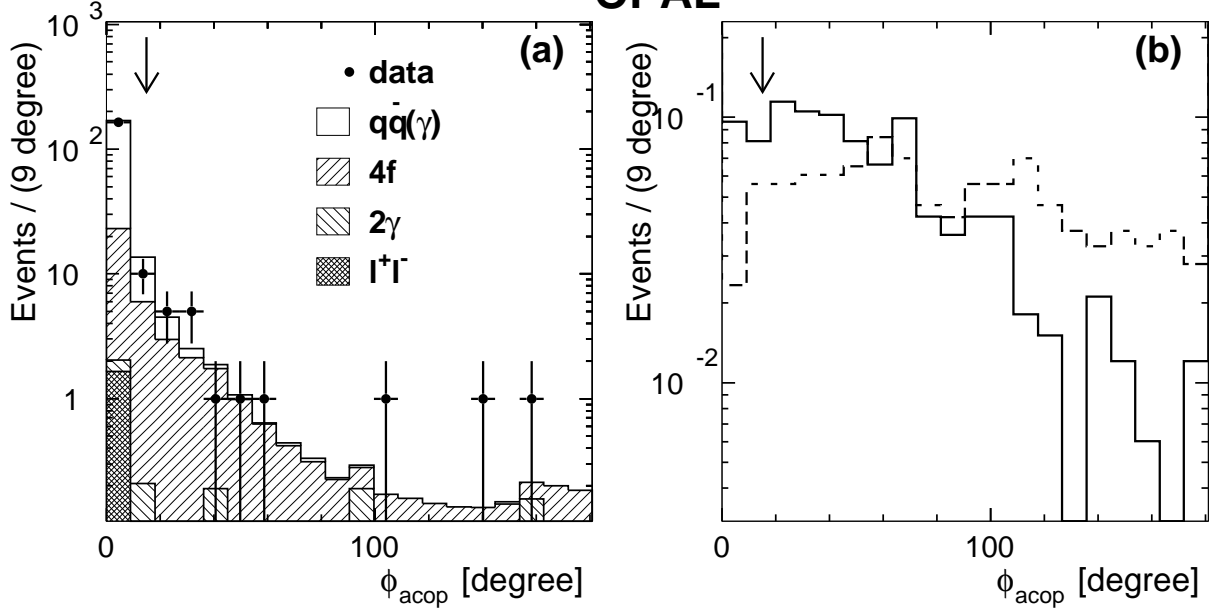 OPAL
(a)
Events / (9 degree)
10 3
10 2
10
1
data
qq̄(γ)
4f
2γ
l+l-
0
100
ϕacop [degree]
(b)
Events / (9 degree)
10 -1
10 -2
0
100
ϕacop [degree]